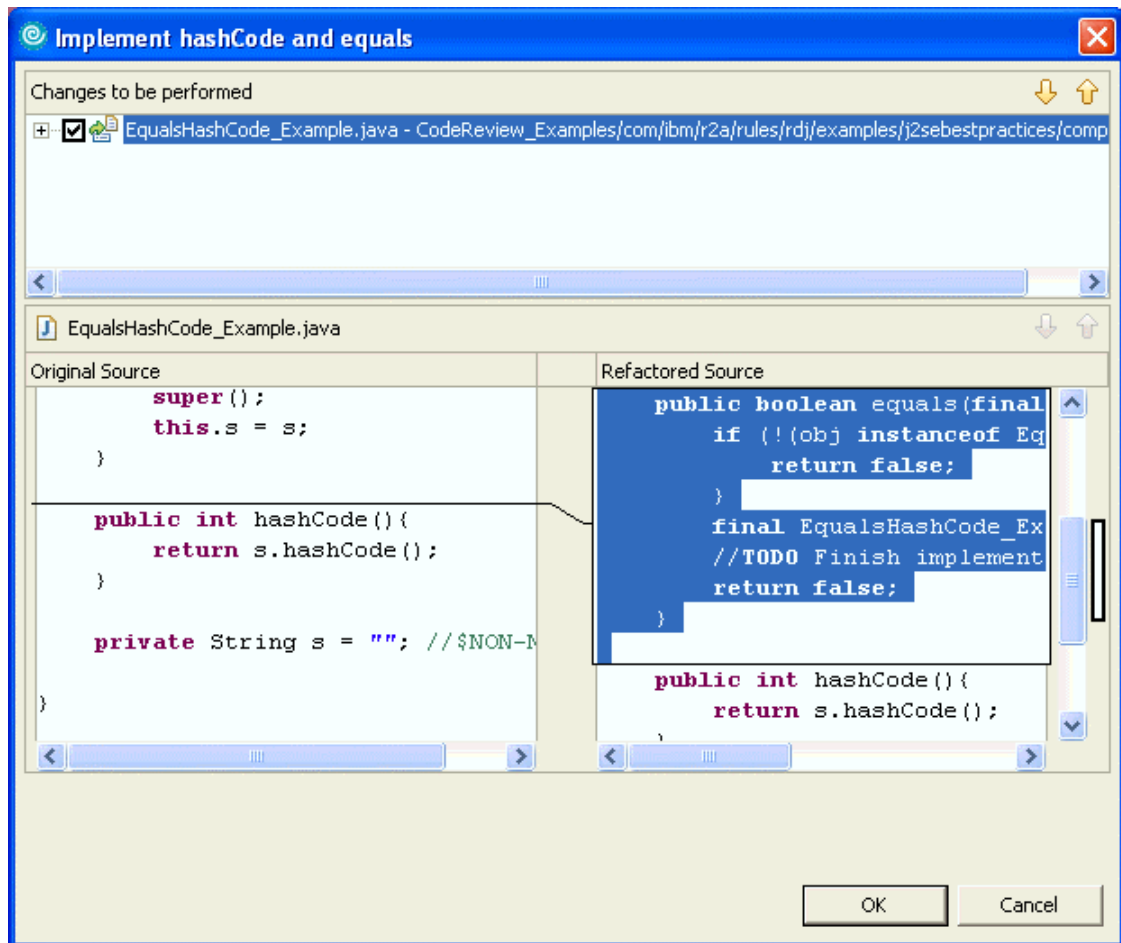 Implement hashCode and equals
Changes to be performed
EqualsHashCode_Example.java - CodeReview_Examples/com/ibm/r2a/rules/rdj/examples/j2sebestpractices/comp
EqualsHashCode_Example.java
Original Source
super();
this.s = s;
}
public int hashCode(){
return s.hashCode();
}
private String s = ""; //$NON-N
}
Refactored Source
public boolean equals(final
if (!(obj instanceof Eq
return false;
}
final EqualsHashCode_Ex
//TODO Finish implement
return false;
}
public int hashCode(){
return s.hashCode();
OK
Cancel